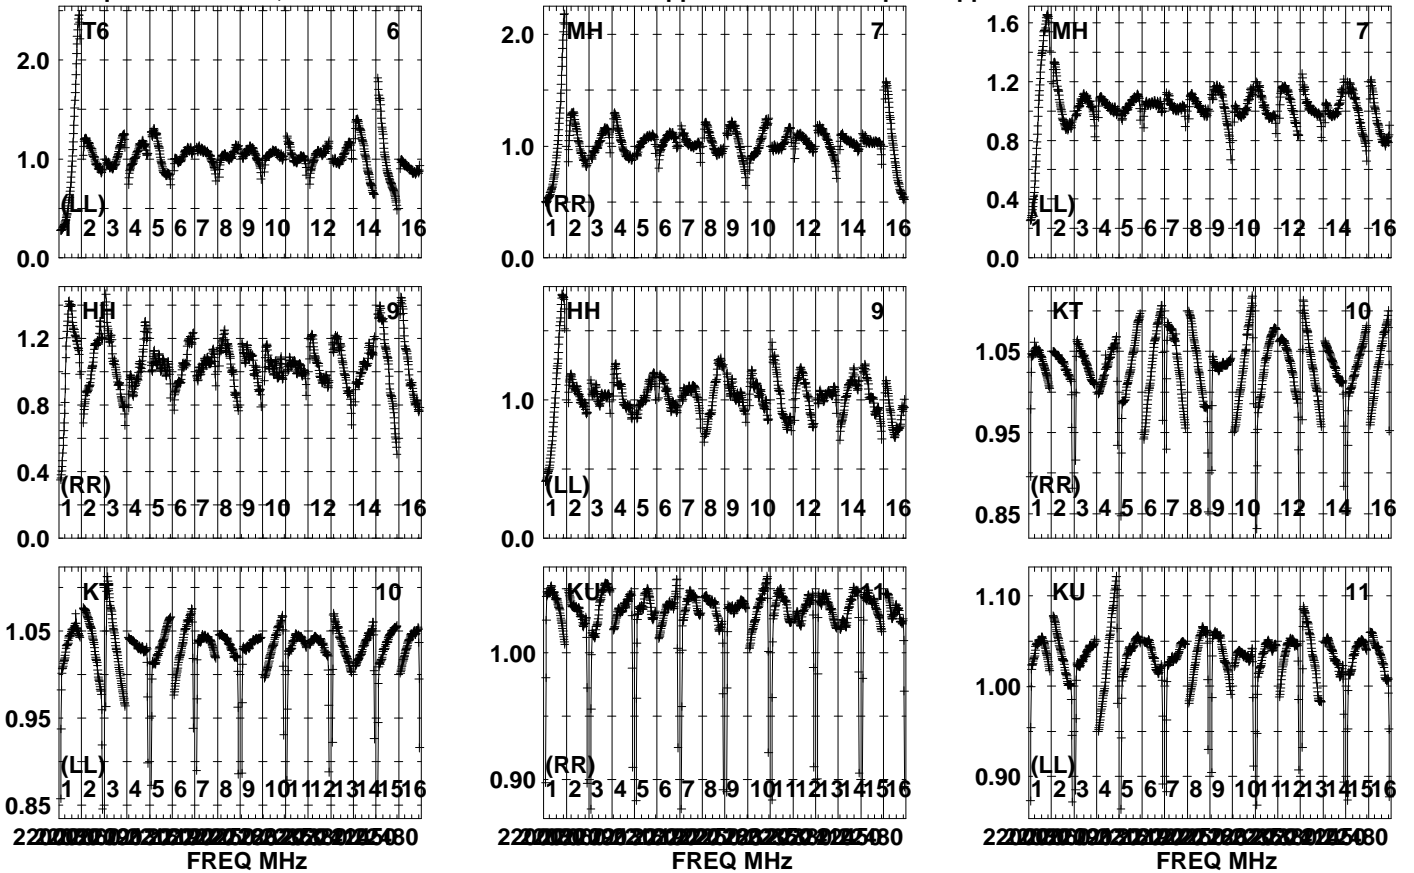 T6 6
2.0
1.0
(LL)
1 2 3 4 5 6 7 8 9 10 12 14 16
0.0
MH 7
2.0
1.0
(RR)
1 2 3 4 5 6 7 8 9 10 12 14 16
0.0
MH 7
1.6
1.2
0.8
0.4
(LL)
1 2 3 4 5 6 7 8 9 10 12 14 16
0.0
HH 9
1.2
0.8
0.4
(RR)
1 2 3 4 5 6 7 8 9 10 12 14 16
0.0
HH 9
1.0
(LL)
1 2 3 4 5 6 7 8 9 10 12 14 16
0.0
KT 10
1.05
0.95
(RR)
1 2 3 4 5 6 7 8 9 10 12 14 16
0.85
KT 10
1.05
0.95
(LL)
1 2 3 4 5 6 7 8 9 10 11 12 13 14 15 16
0.85
KU 11
1.00
(RR)
0.90
1 2 3 4 5 6 7 8 9 10 11 12 13 14 15 16
KU 11
1.10
1.00
0.90
(LL)
1 2 3 4 5 6 7 8 9 10 11 12 13 14 15 16
FREQ MHz
FREQ MHz
FREQ MHz